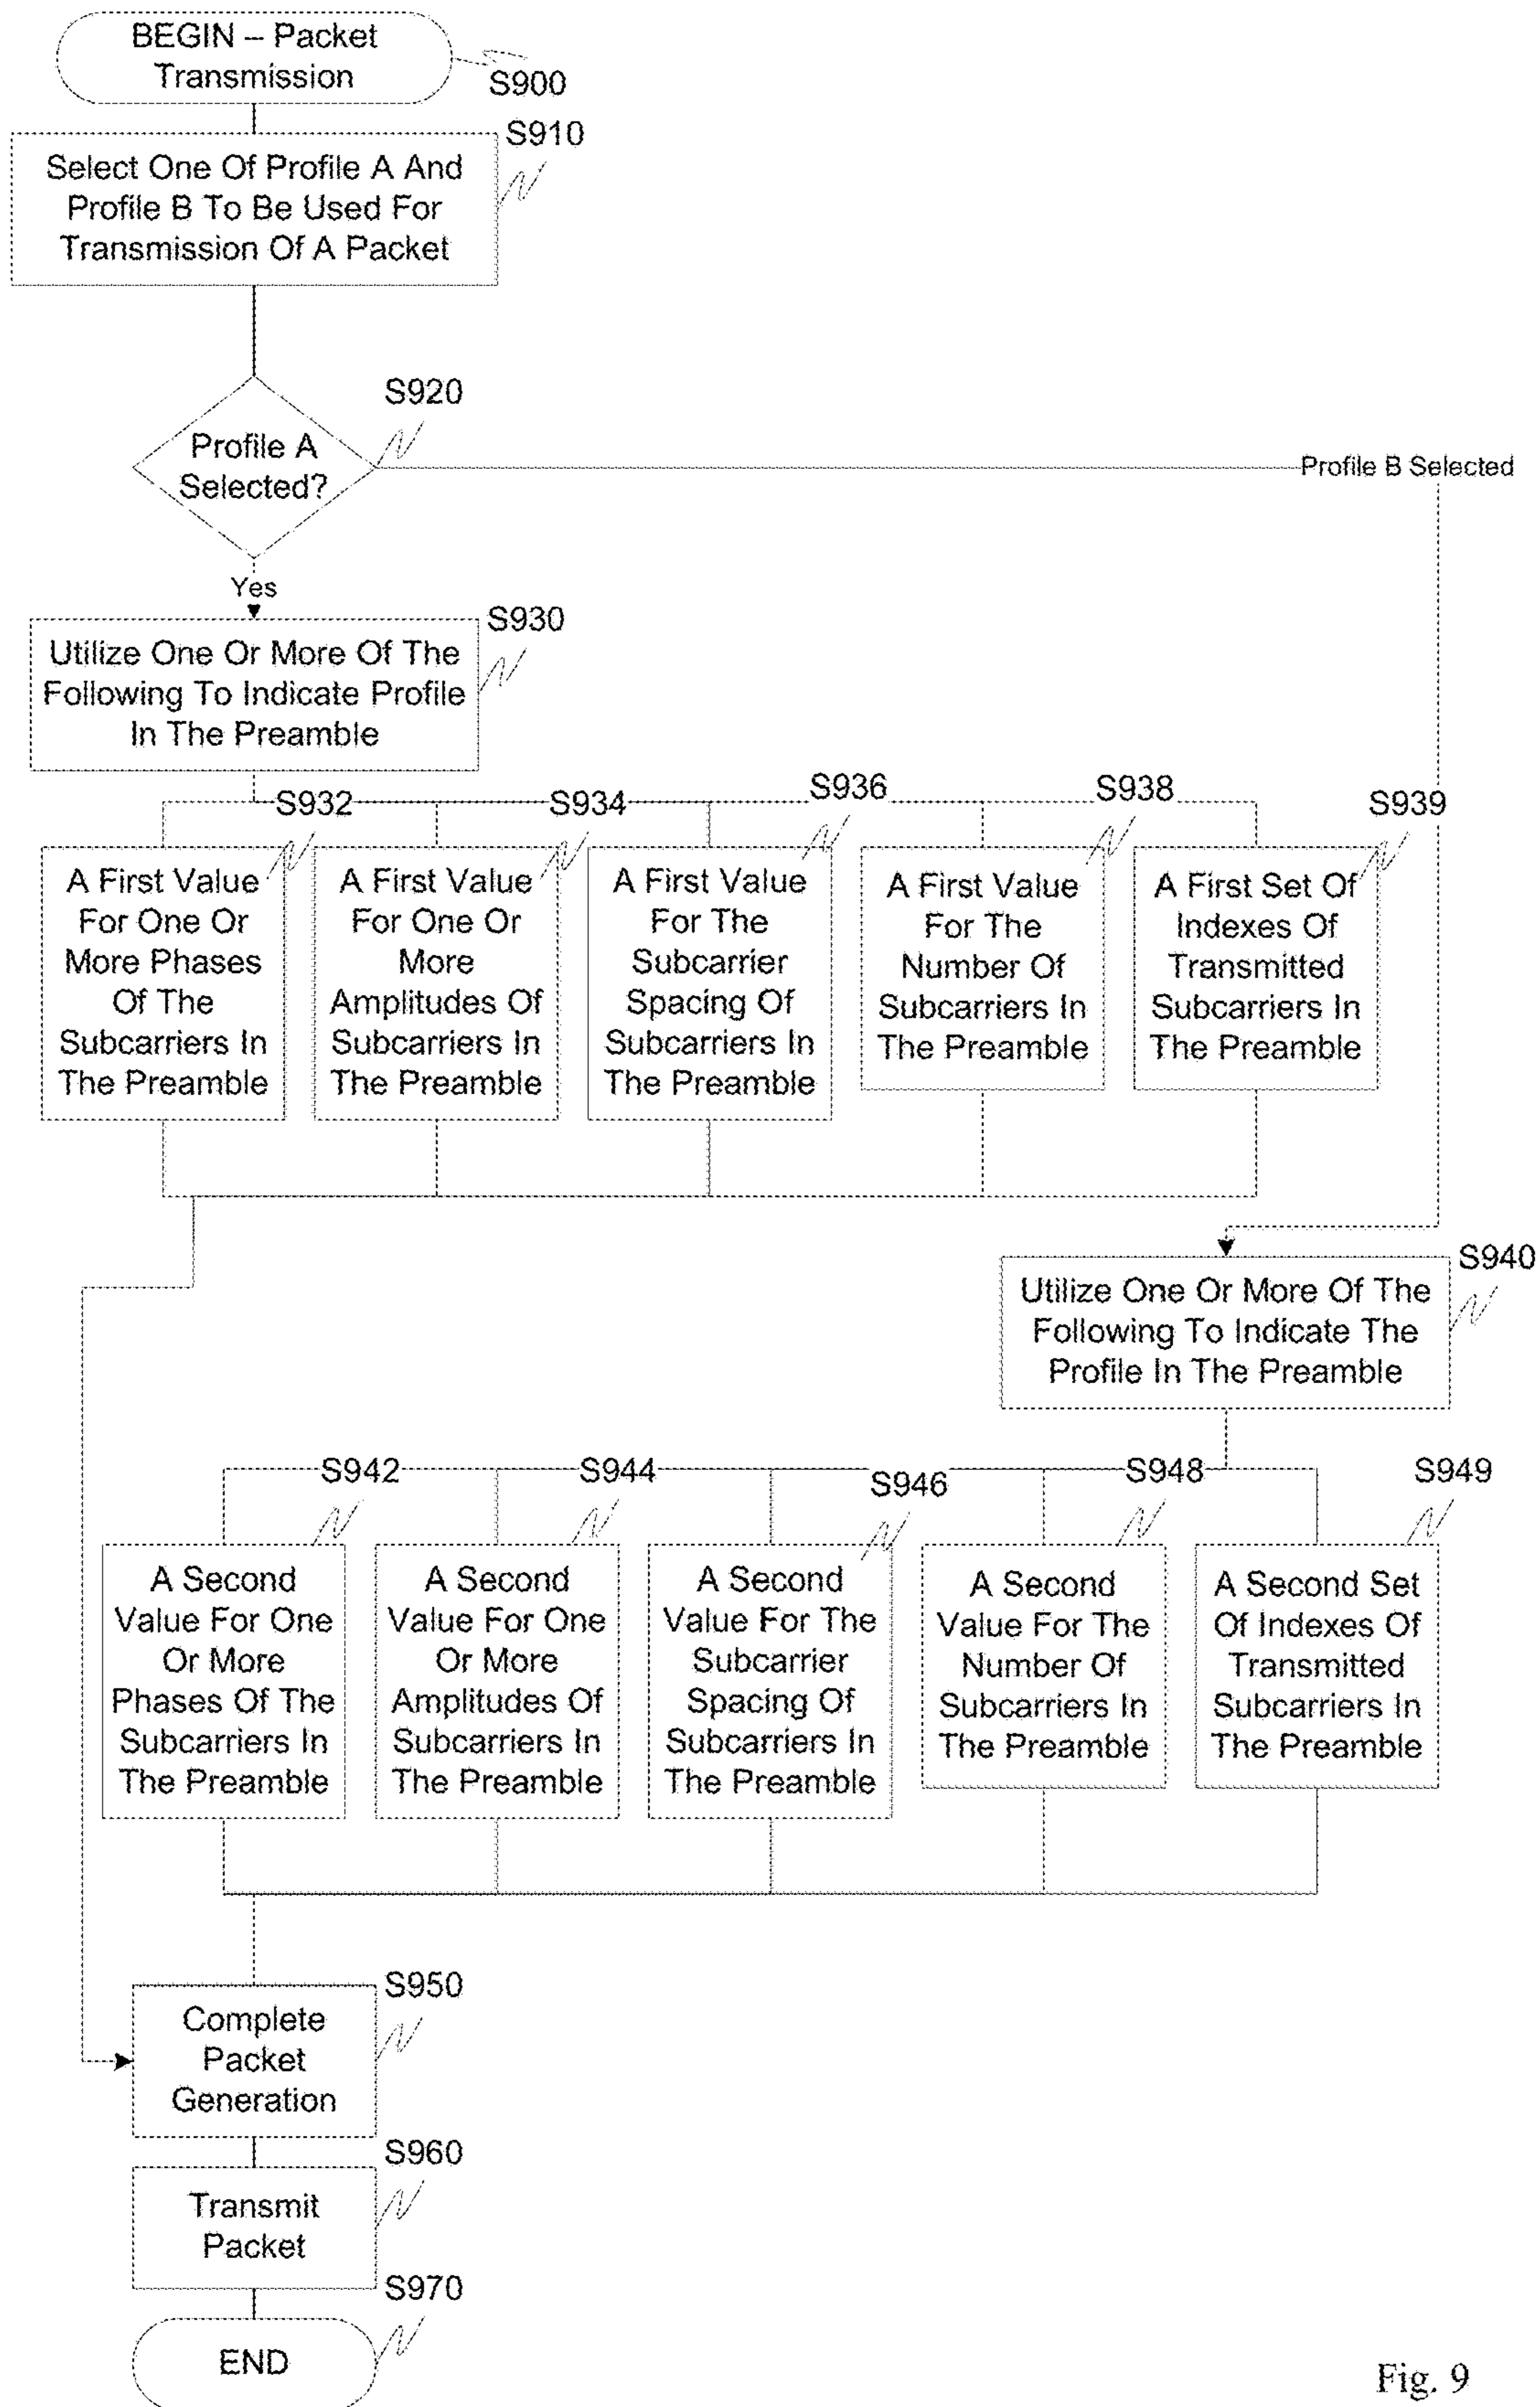 BEGIN – Packet
Transmission
S900
S910
Select One Of Profile A And
Profile B To Be Used For
Transmission Of A Packet
S920
Profile A
Selected?
Profile B Selected
Yes
S930
Utilize One Or More Of The
Following To Indicate Profile
In The Preamble
S932
A First Value
For One Or
More Phases
Of The
Subcarriers In
The Preamble
S934
A First Value
For One Or
More
Amplitudes Of
Subcarriers In
The Preamble
S936
A First Value
For The
Subcarrier
Spacing Of
Subcarriers In
The Preamble
S938
A First Value
For The
Number Of
Subcarriers In
The Preamble
S939
A First Set Of
Indexes Of
Transmitted
Subcarriers In
The Preamble
S940
Utilize One Or More Of The
Following To Indicate The
Profile In The Preamble
S942
A Second
Value For One
Or More
Phases Of The
Subcarriers In
The Preamble
S944
A Second
Value For One
Or More
Amplitudes Of
Subcarriers In
The Preamble
S946
A Second
Value For The
Subcarrier
Spacing Of
Subcarriers In
The Preamble
S948
A Second
Value For The
Number Of
Subcarriers In
The Preamble
S949
A Second Set
Of Indexes Of
Transmitted
Subcarriers In
The Preamble
S950
Complete
Packet
Generation
S960
Transmit
Packet
S970
END
Fig. 9